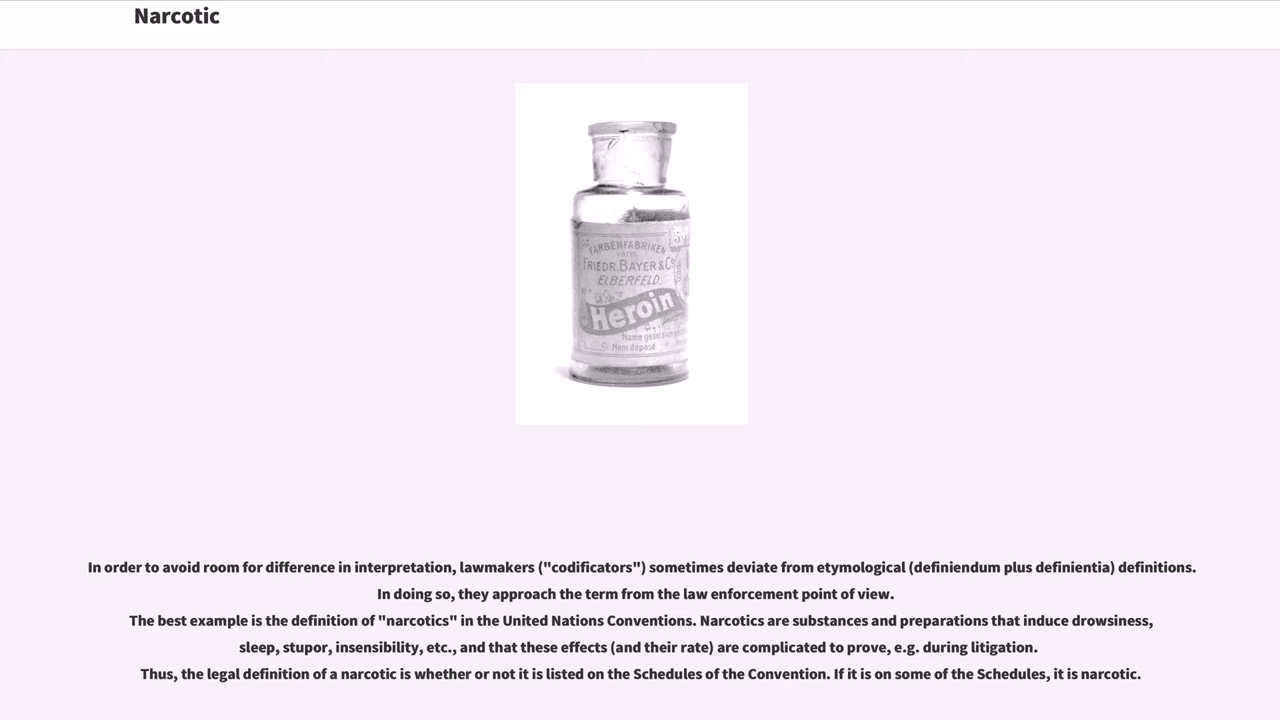 Narcotic
FARBENFABRIKEN
FRIEDR. BAYER & Co
ELBERFELD.
Heroin
Name
Nom déposé
In order to avoid room for difference in interpretation, lawmakers ("codificators") sometimes deviate from etymological (definiendum plus definientia) definitions.
In doing so, they approach the term from the law enforcement point of view.
The best example is the definition of "narcotics" in the United Nations Conventions. Narcotics are substances and preparations that induce drowsiness,
sleep, stupor, insensibility, etc., and that these effects (and their rate) are complicated to prove, e.g. during litigation.
Thus, the legal definition of a narcotic is whether or not it is listed on the Schedules of the Convention. If it is on some of the Schedules, it is narcotic.